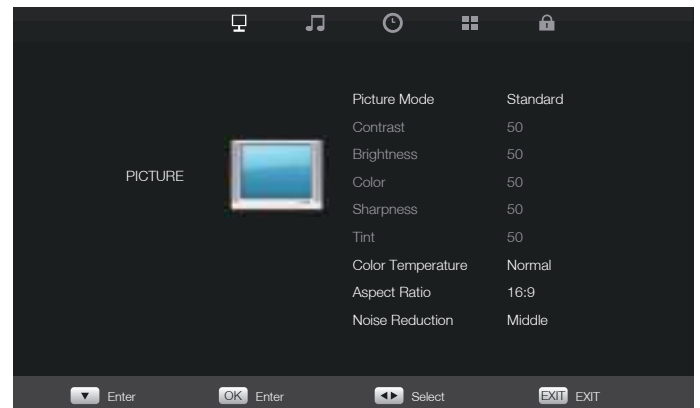 PICTURE
Picture Mode Standard
Contrast 50
Brightness 50
Color 50
Sharpness 50
Tint 50
Color Temperature Normal
Aspect Ratio 16:9
Noise Reduction Middle
Enter OK Enter Select EXIT EXIT